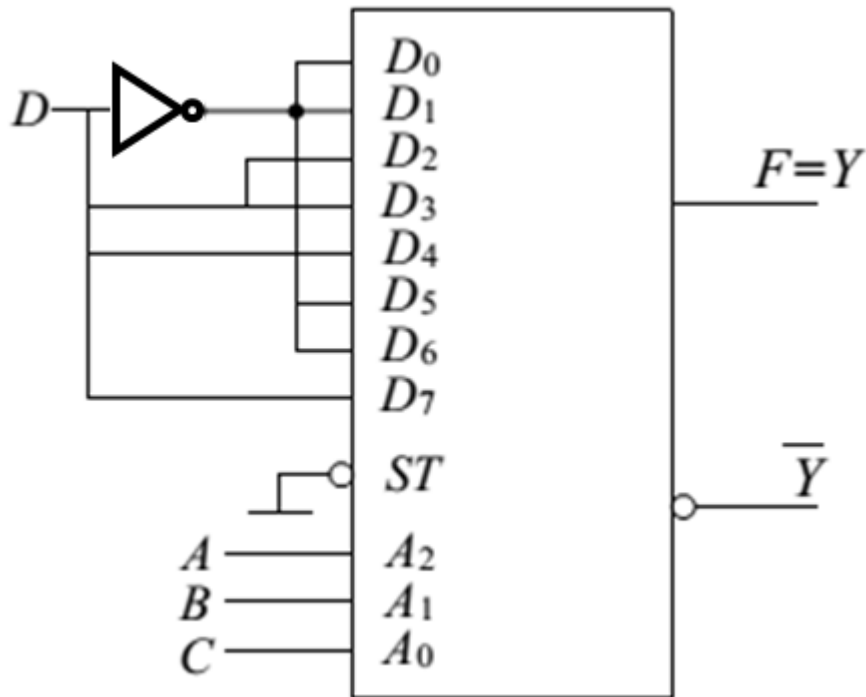 D
D₀
D₁
D₂
D₃
D₄
D₅
D₆
D₇
ST
A A₂
B A₁
C A₀
F=Y
Y̅